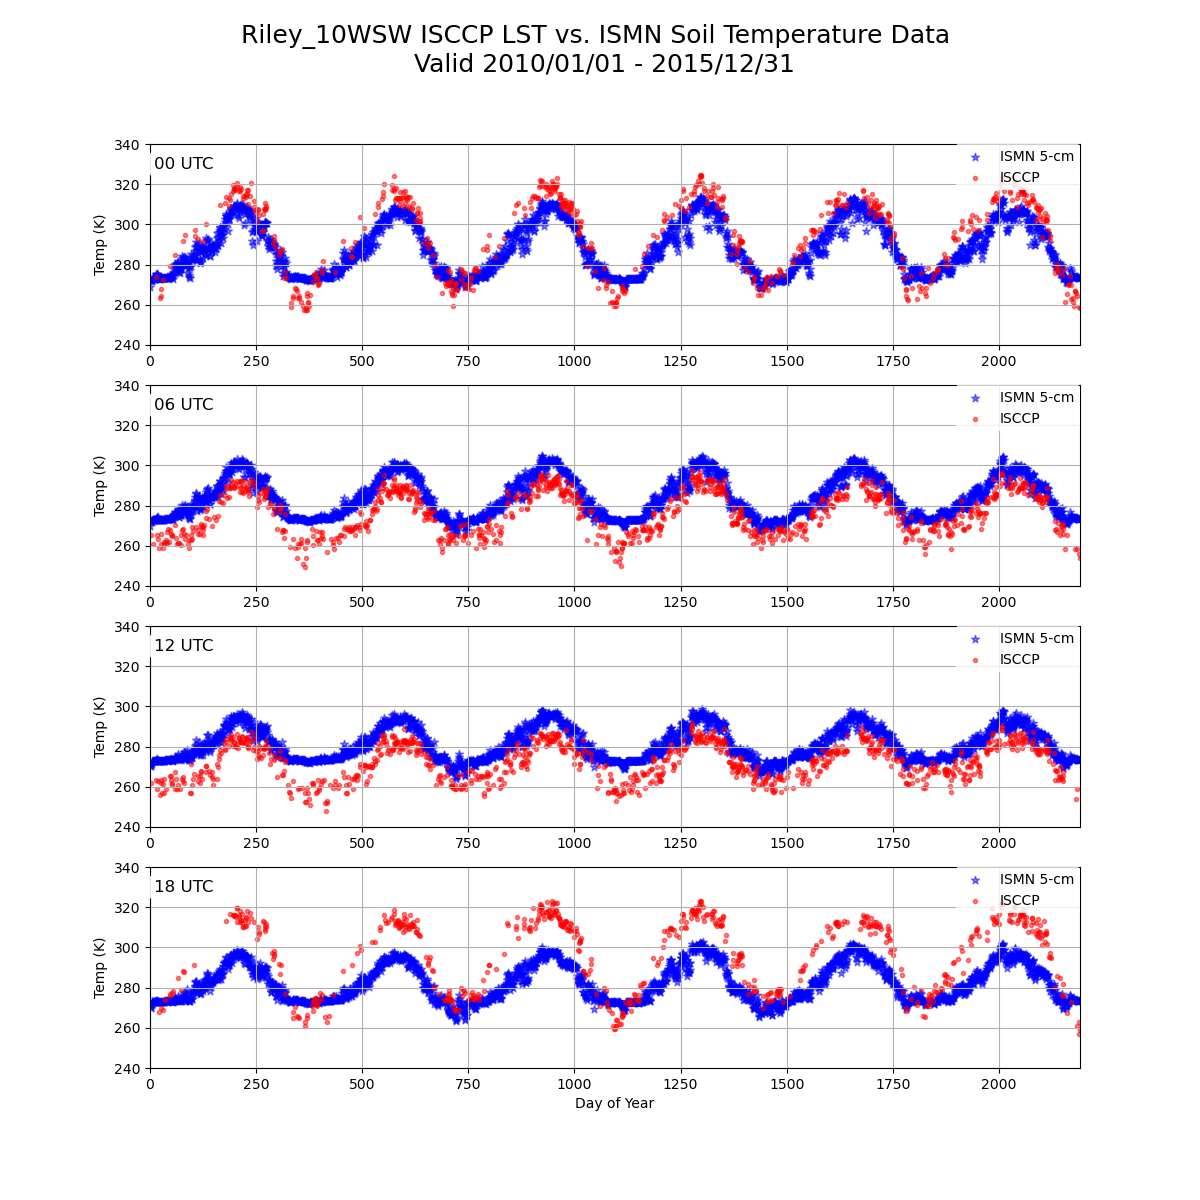 Riley_10WSW ISCCP LST vs. ISMN Soil Temperature Data
Valid 2010/01/01 - 2015/12/31
340
320
300
280
260
240
Temp (K)
00 UTC
ISMN 5-cm
ISCCP
0 250 500 750 1000 1250 1500 1750 2000
340
320
300
280
260
240
Temp (K)
06 UTC
ISMN 5-cm
ISCCP
0 250 500 750 1000 1250 1500 1750 2000
340
320
300
280
260
240
Temp (K)
12 UTC
ISMN 5-cm
ISCCP
0 250 500 750 1000 1250 1500 1750 2000
340
320
300
280
260
240
Temp (K)
18 UTC
ISMN 5-cm
ISCCP
0 250 500 750 1000 1250 1500 1750 2000
Day of Year